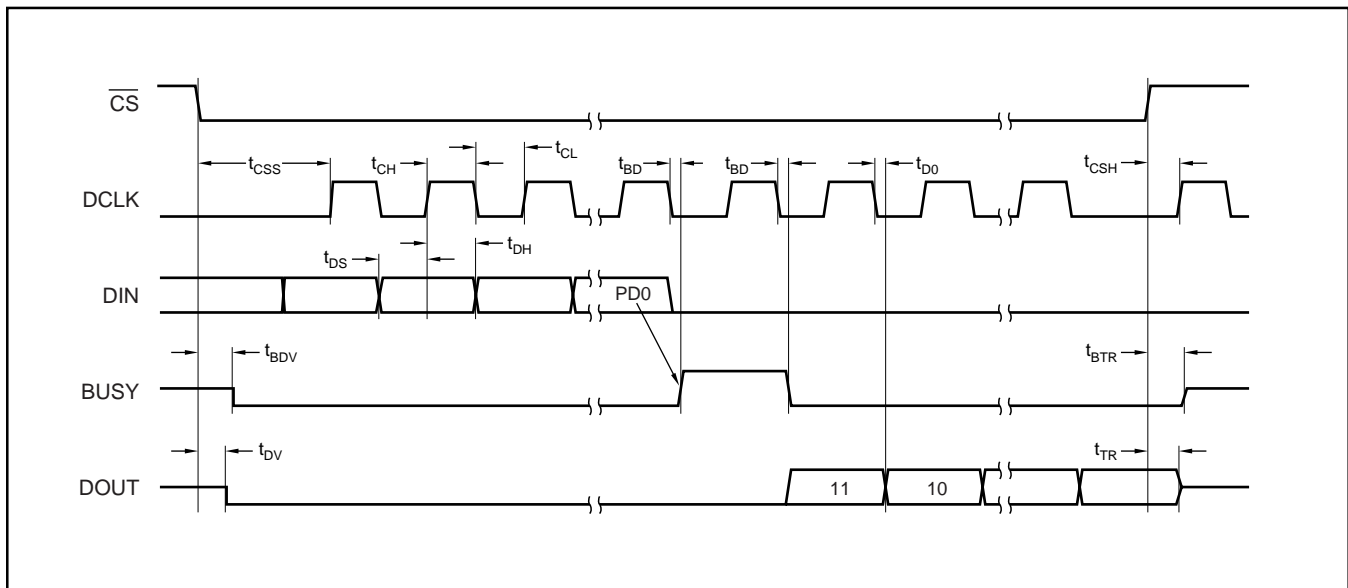 CS
DCLK
DIN
BUSY
DOUT
tCSS
tCH
tCL
tBD
tBD
tD0
tCSH
tDS
tDH
PD0
tBDV
tBTR
tDV
tTR
11
10